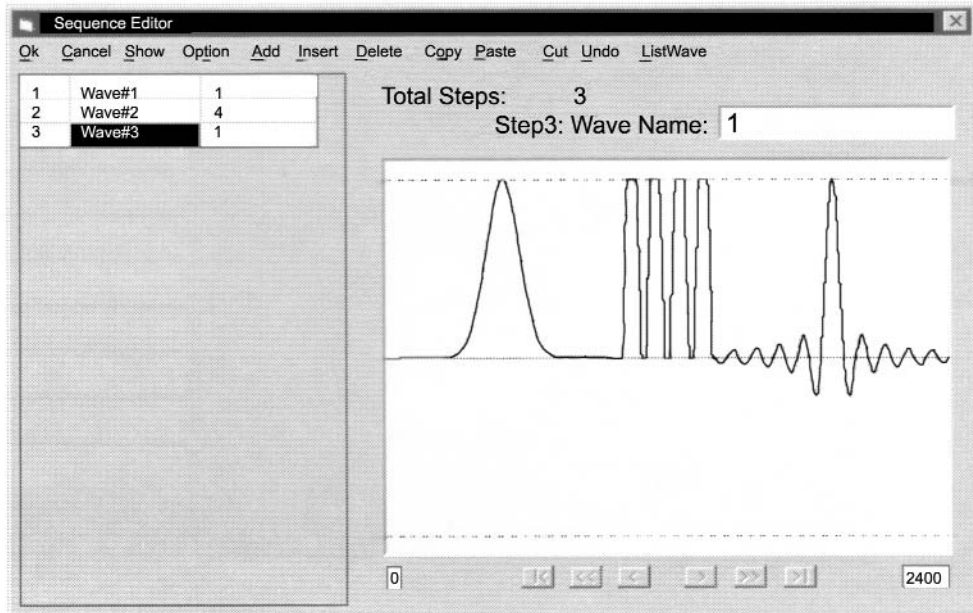 Sequence Editor
Ok Cancel Show Option Add Insert Delete Copy Paste Cut Undo ListWave
1 Wave#1 1
2 Wave#2 4
3 Wave#3 1
Total Steps: 3
Step3: Wave Name: 1
0 |< << < > >> >| 2400